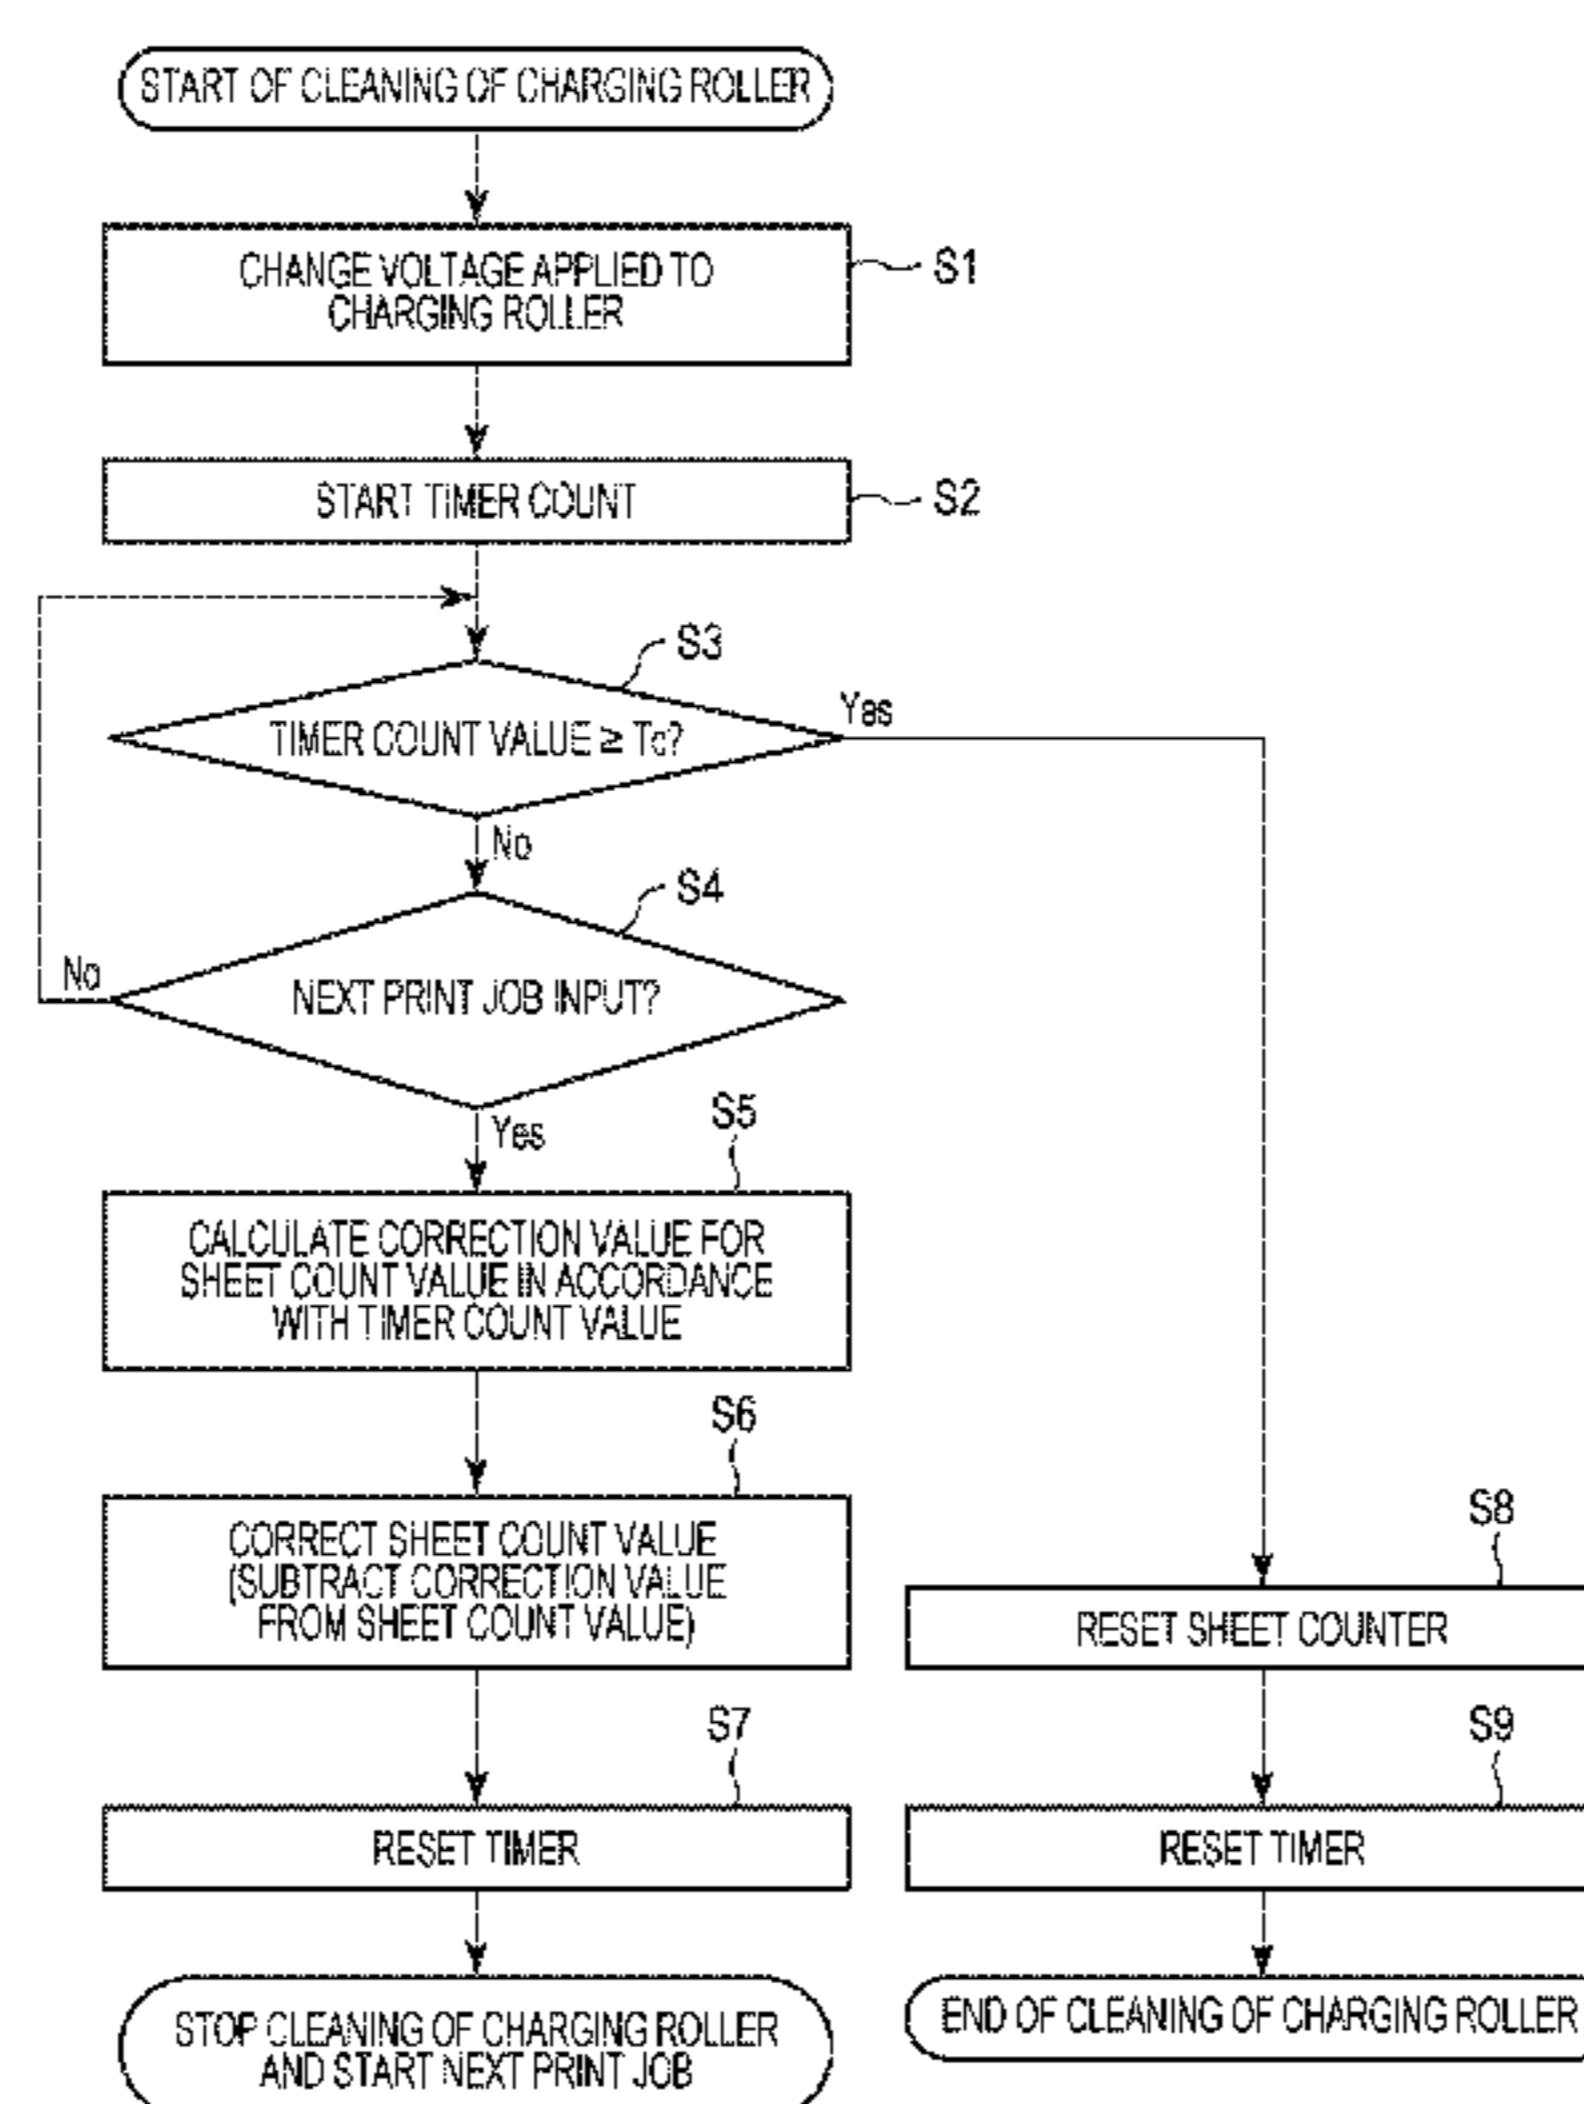 START OF CLEANING OF CHARGING ROLLER
CHANGE VOLTAGE APPLIED TO
CHARGING ROLLER
S1
START TIMER COUNT
S2
S3
TIMER COUNT VALUE ≥ Tc?
Yes
No
S4
NEXT PRINT JOB INPUT?
No
Yes
S5
CALCULATE CORRECTION VALUE FOR
SHEET COUNT VALUE IN ACCORDANCE
WITH TIMER COUNT VALUE
S6
CORRECT SHEET COUNT VALUE
(SUBTRACT CORRECTION VALUE
FROM SHEET COUNT VALUE)
S8
RESET SHEET COUNTER
S7
RESET TIMER
S9
RESET TIMER
STOP CLEANING OF CHARGING ROLLER
AND START NEXT PRINT JOB
END OF CLEANING OF CHARGING ROLLER